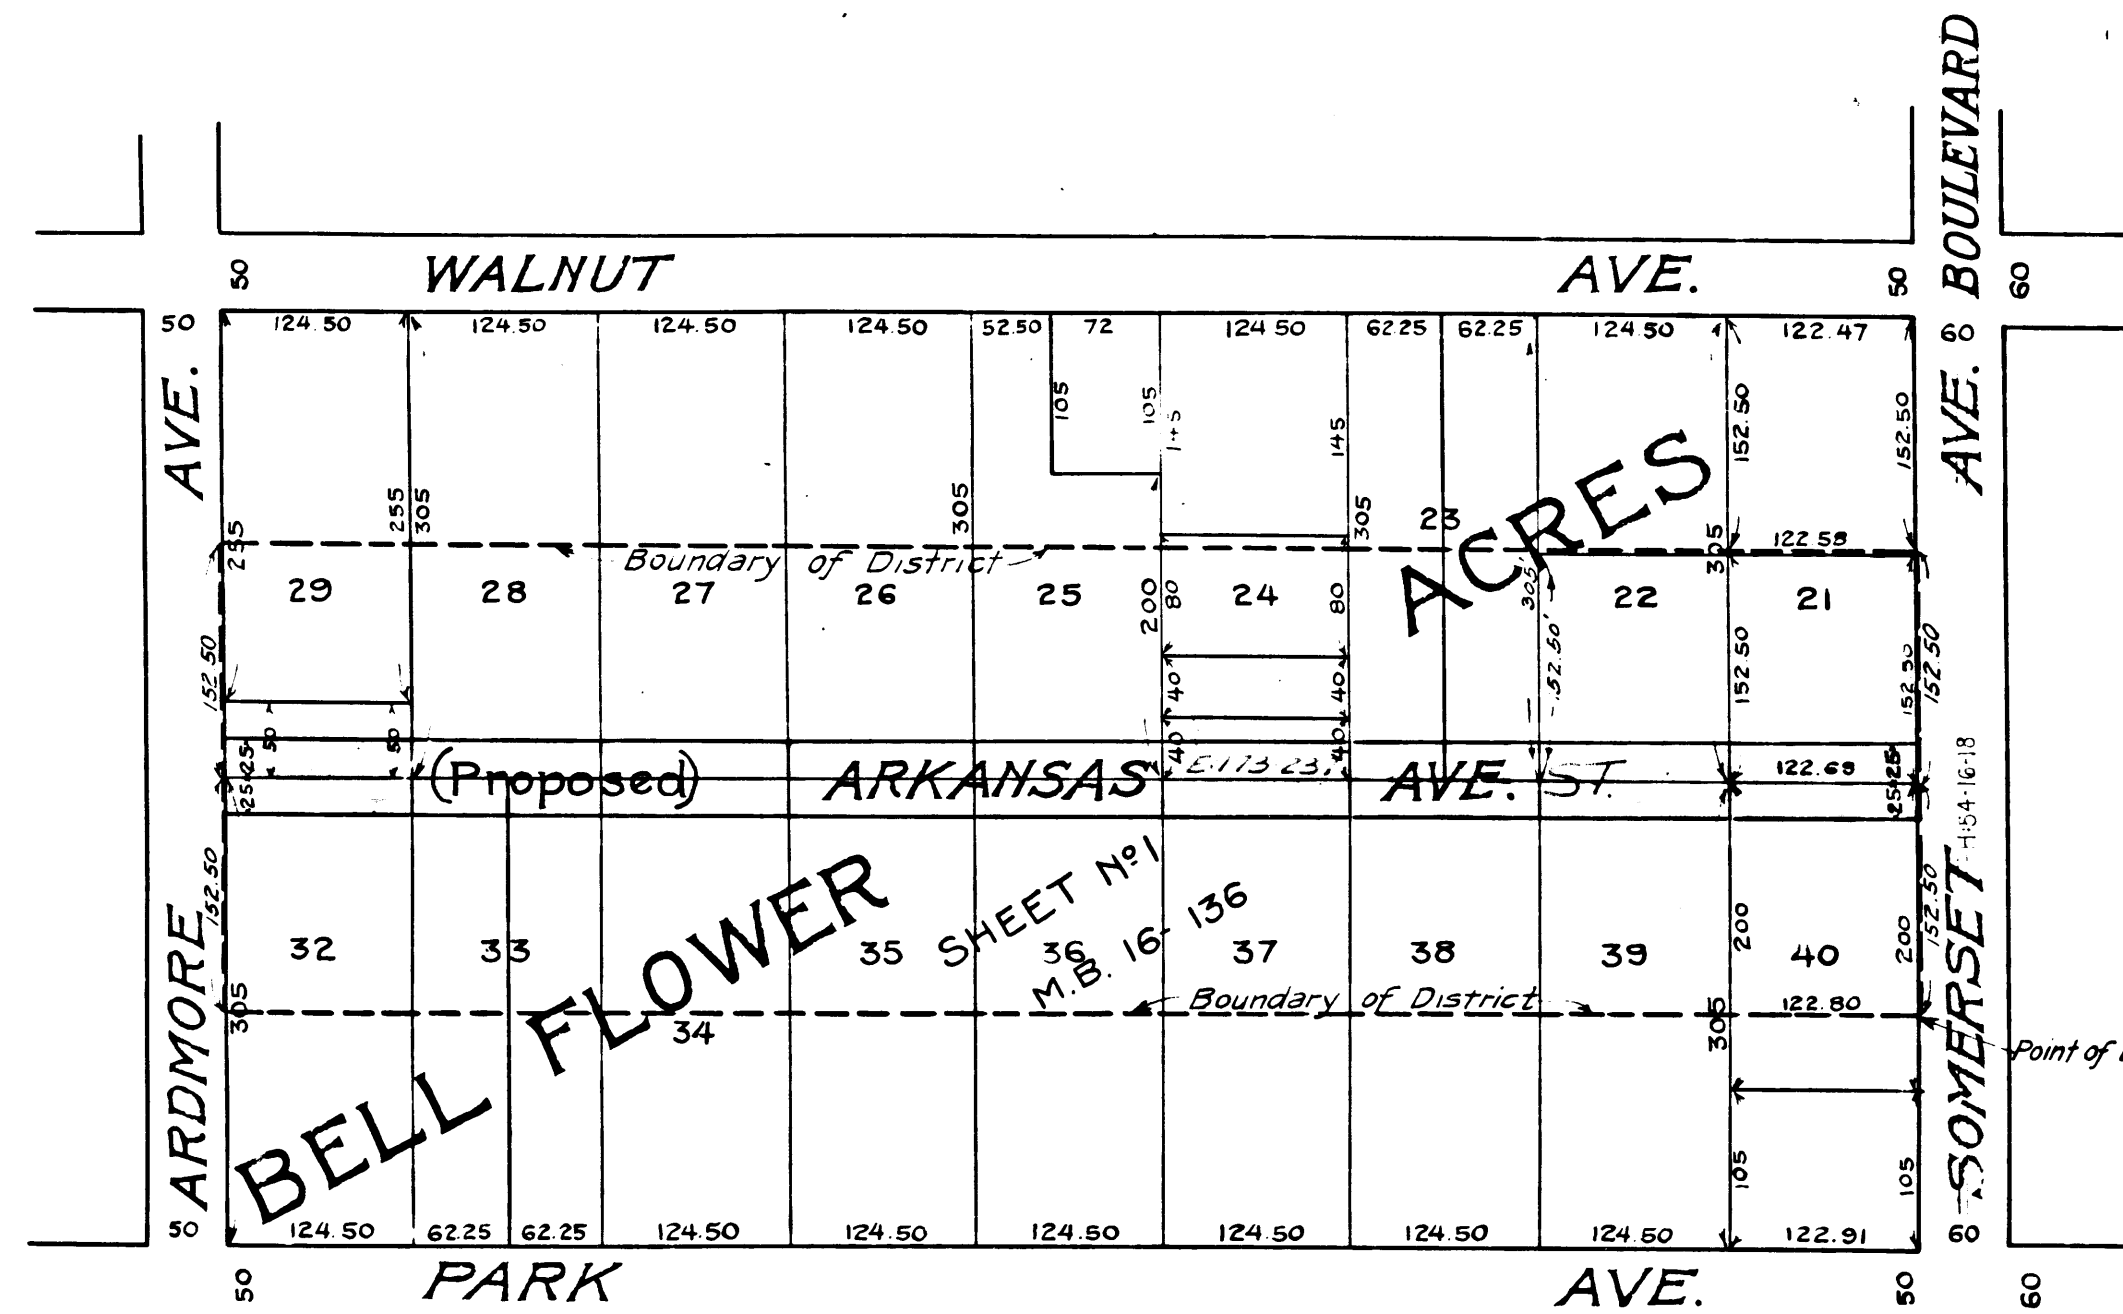 BOULEVARD
50 WALNUT AVE. 50 60
50 124.50 124.50 124.50 124.50 52.50 72 124 50 62.25 62.25 124.50 122.47 60
AVE. AVE.
105 105 145 145 152.50 152.50
255 305 305 305 23 ACRES
255 Boundary of District 305 122.58
29 28 27 26 25 200 80 24 80 305' 22 21
152.50 152.50' 152.50 152 50 152.50
40 40
50 50
25 40 40 25
(Proposed) ARKANSAS E.173-23. AVE. ST. 122.69
25 25
1:54-16-18
152.50 152.50
BELL FLOWER
SHEET Nº 1
M.B. 16-136
32 33 35 36 37 38 39 200 40 200
ARDMORE SOMERSET
305 34 Boundary of District 305 122.80
Point of
105 105
50 124.50 62.25 62.25 124.50 124.50 124.50 124.50 124.50 124.50 122.91 60
50 PARK AVE. 50 60